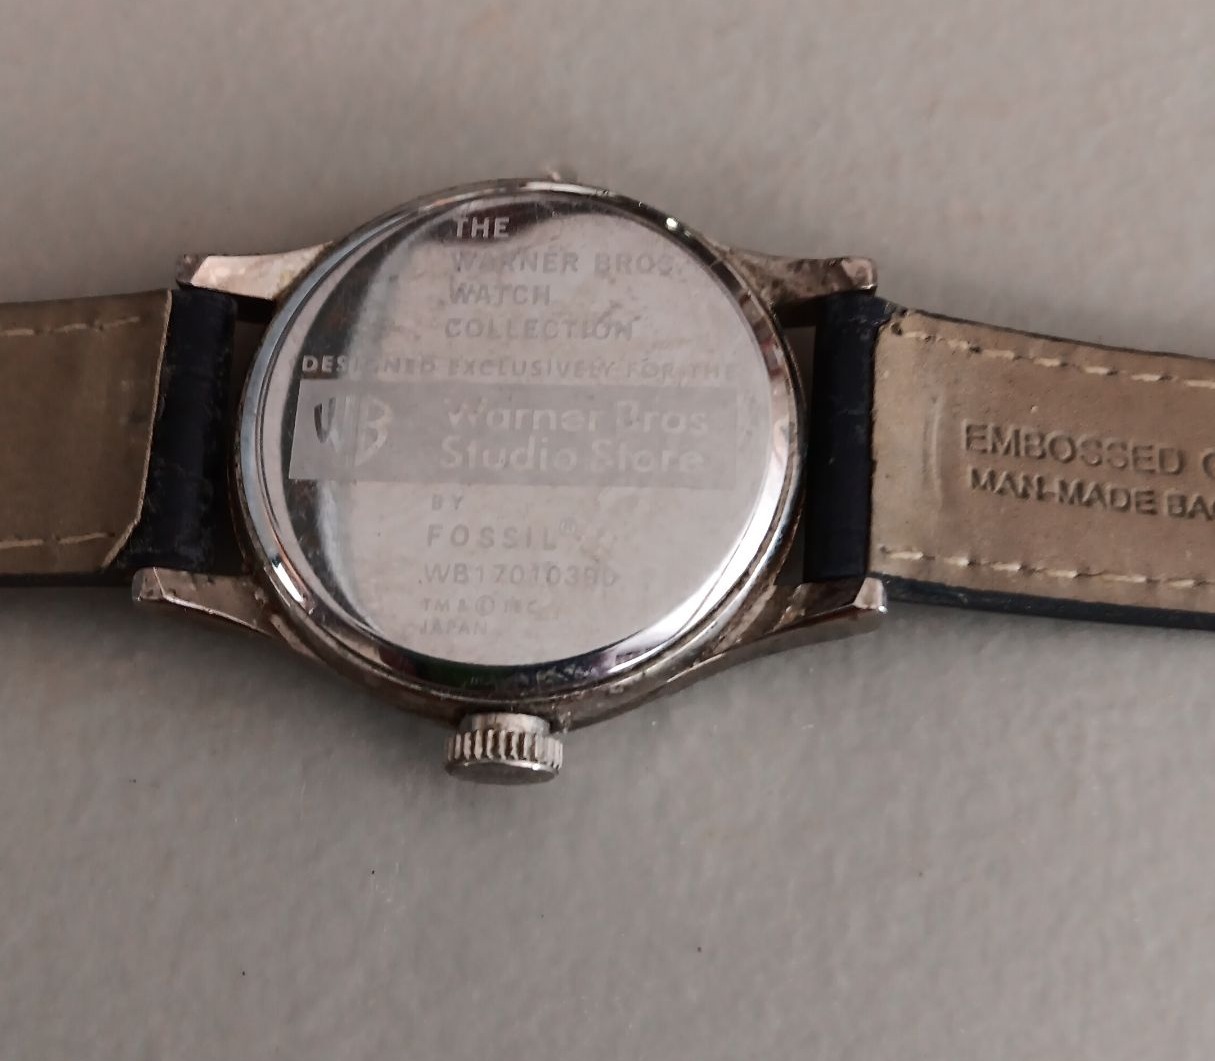 THE
WARNER BROS.
WATCH
COLLECTION
DESIGNED EXCLUSIVELY FOR THE
WB Warner Bros
Studio Store
BY
FOSSIL®
TM & ©
JAPAN
EMBOSSED
MAN-MADE